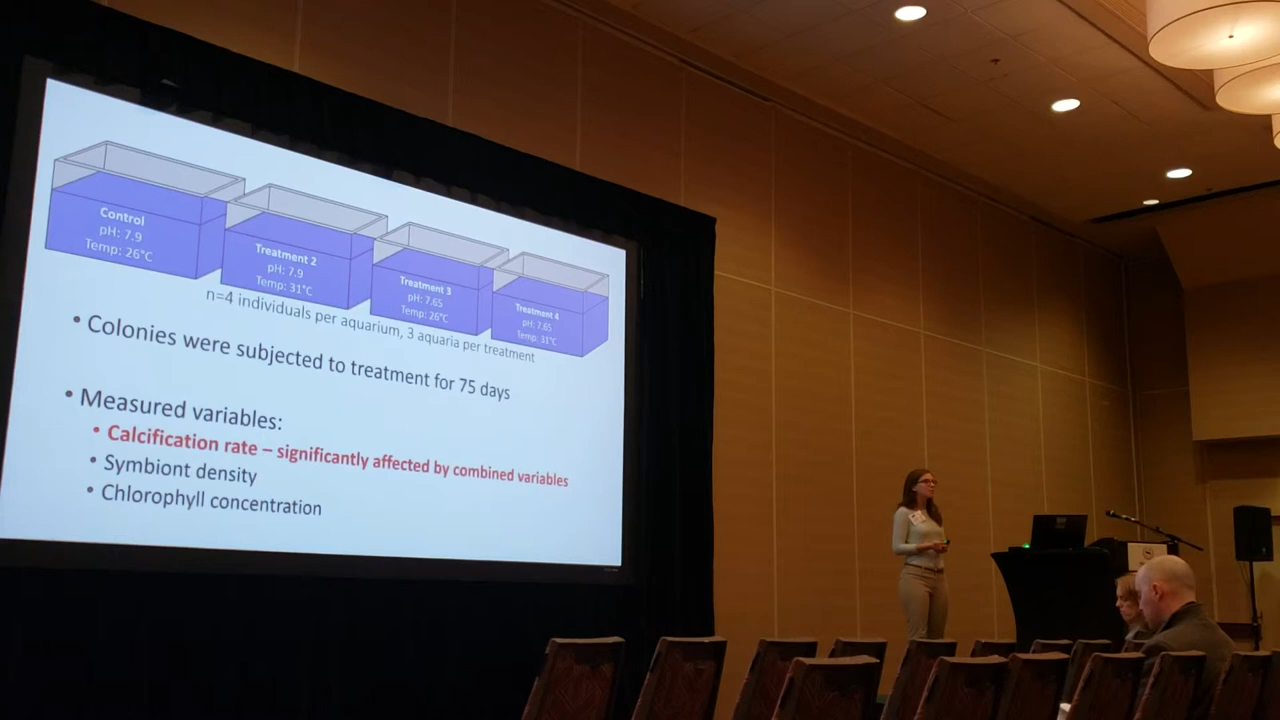 Control
pH: 7.9
Temp: 26°C
Treatment 2
pH: 7.9
Temp: 31°C
Treatment 3
pH: 7.65
Temp: 26°C
Treatment 4
pH: 7.65
Temp: 31°C
n=4 individuals per aquarium, 3 aquaria per treatment
• Colonies were subjected to treatment for 75 days
• Measured variables:
• Calcification rate – significantly affected by combined variables
• Symbiont density
• Chlorophyll concentration